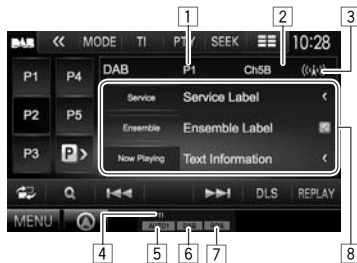 1 2 3
DAB « MODE TI PTY SEEK 10:28
P1 P4 DAB P1 Ch5B
Service Service Label
P2 P5 Ensemble Ensemble Label
P3 P Now Playing Text Information
DLS REPLAY
MENU TI
4 5 6 7 8